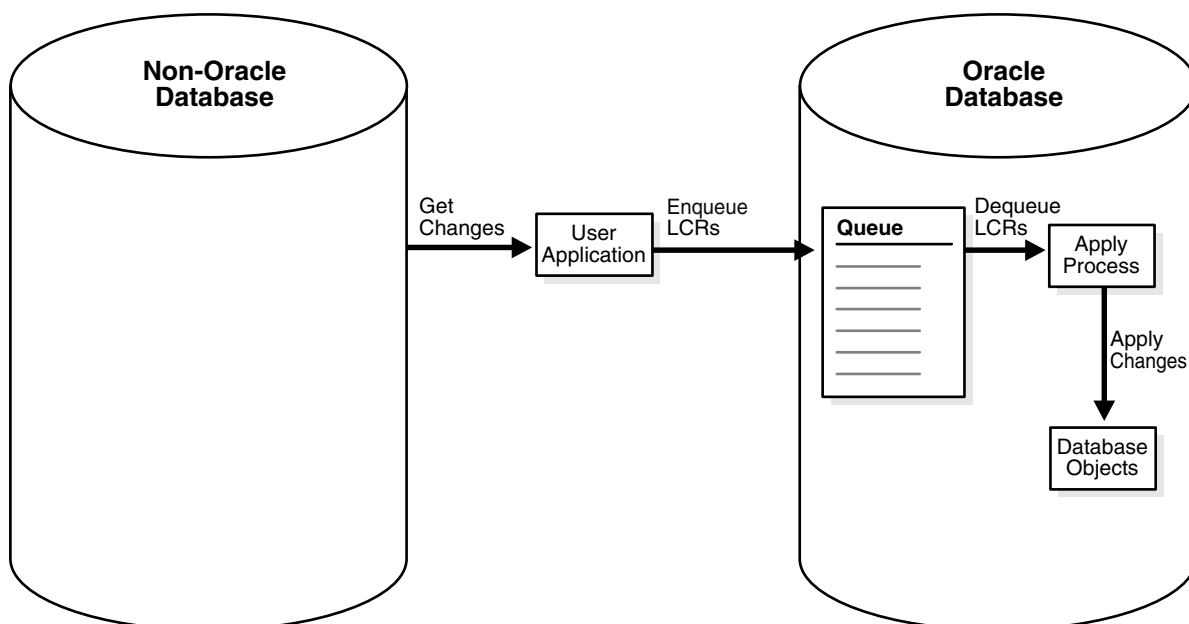 Non-Oracle
Database
Oracle
Database
Get
Changes
User
Application
Enqueue
LCRs
Queue
Dequeue
LCRs
Apply
Process
Apply
Changes
Database
Objects